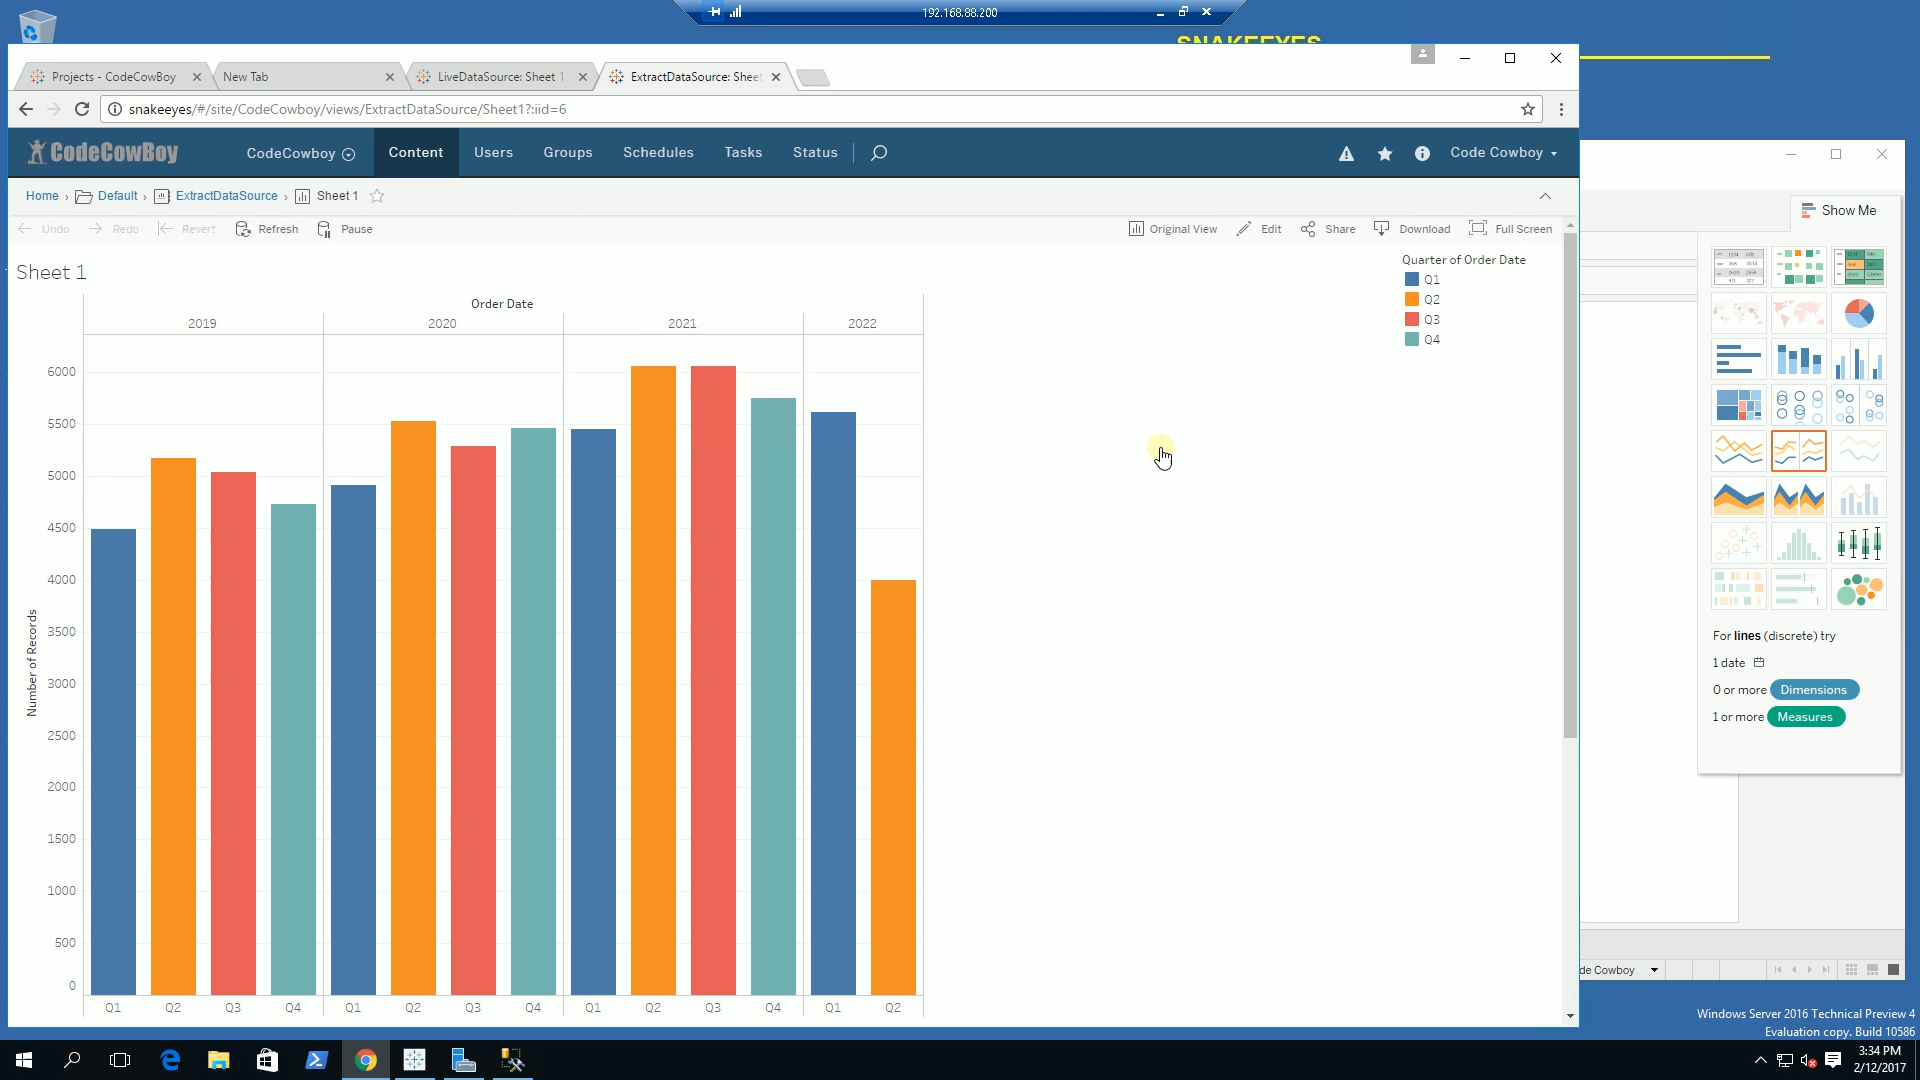 192.168.88.200
SNAKEEYES
Projects - CodeCowBoy
New Tab
LiveDataSource: Sheet 1
ExtractDataSource: Sheet
snakeeyes/#/site/CodeCowboy/views/ExtractDataSource/Sheet1?:iid=6
CodeCowBoy
CodeCowboy
Content
Users
Groups
Schedules
Tasks
Status
Code Cowboy
Home › Default › ExtractDataSource › Sheet 1
Undo
Redo
Revert
Refresh
Pause
Original View
Edit
Share
Download
Full Screen
Sheet 1
Order Date
2019 2020 2021 2022
6000
5500
5000
4500
4000
3500
3000
2500
2000
1500
1000
500
0
Number of Records
Q1 Q2 Q3 Q4 Q1 Q2 Q3 Q4 Q1 Q2 Q3 Q4 Q1 Q2
Quarter of Order Date
Q1
Q2
Q3
Q4
Show Me
For lines (discrete) try
1 date
0 or more Dimensions
1 or more Measures
de Cowboy
Windows Server 2016 Technical Preview 4
Evaluation copy. Build 10586
3:34 PM
2/12/2017